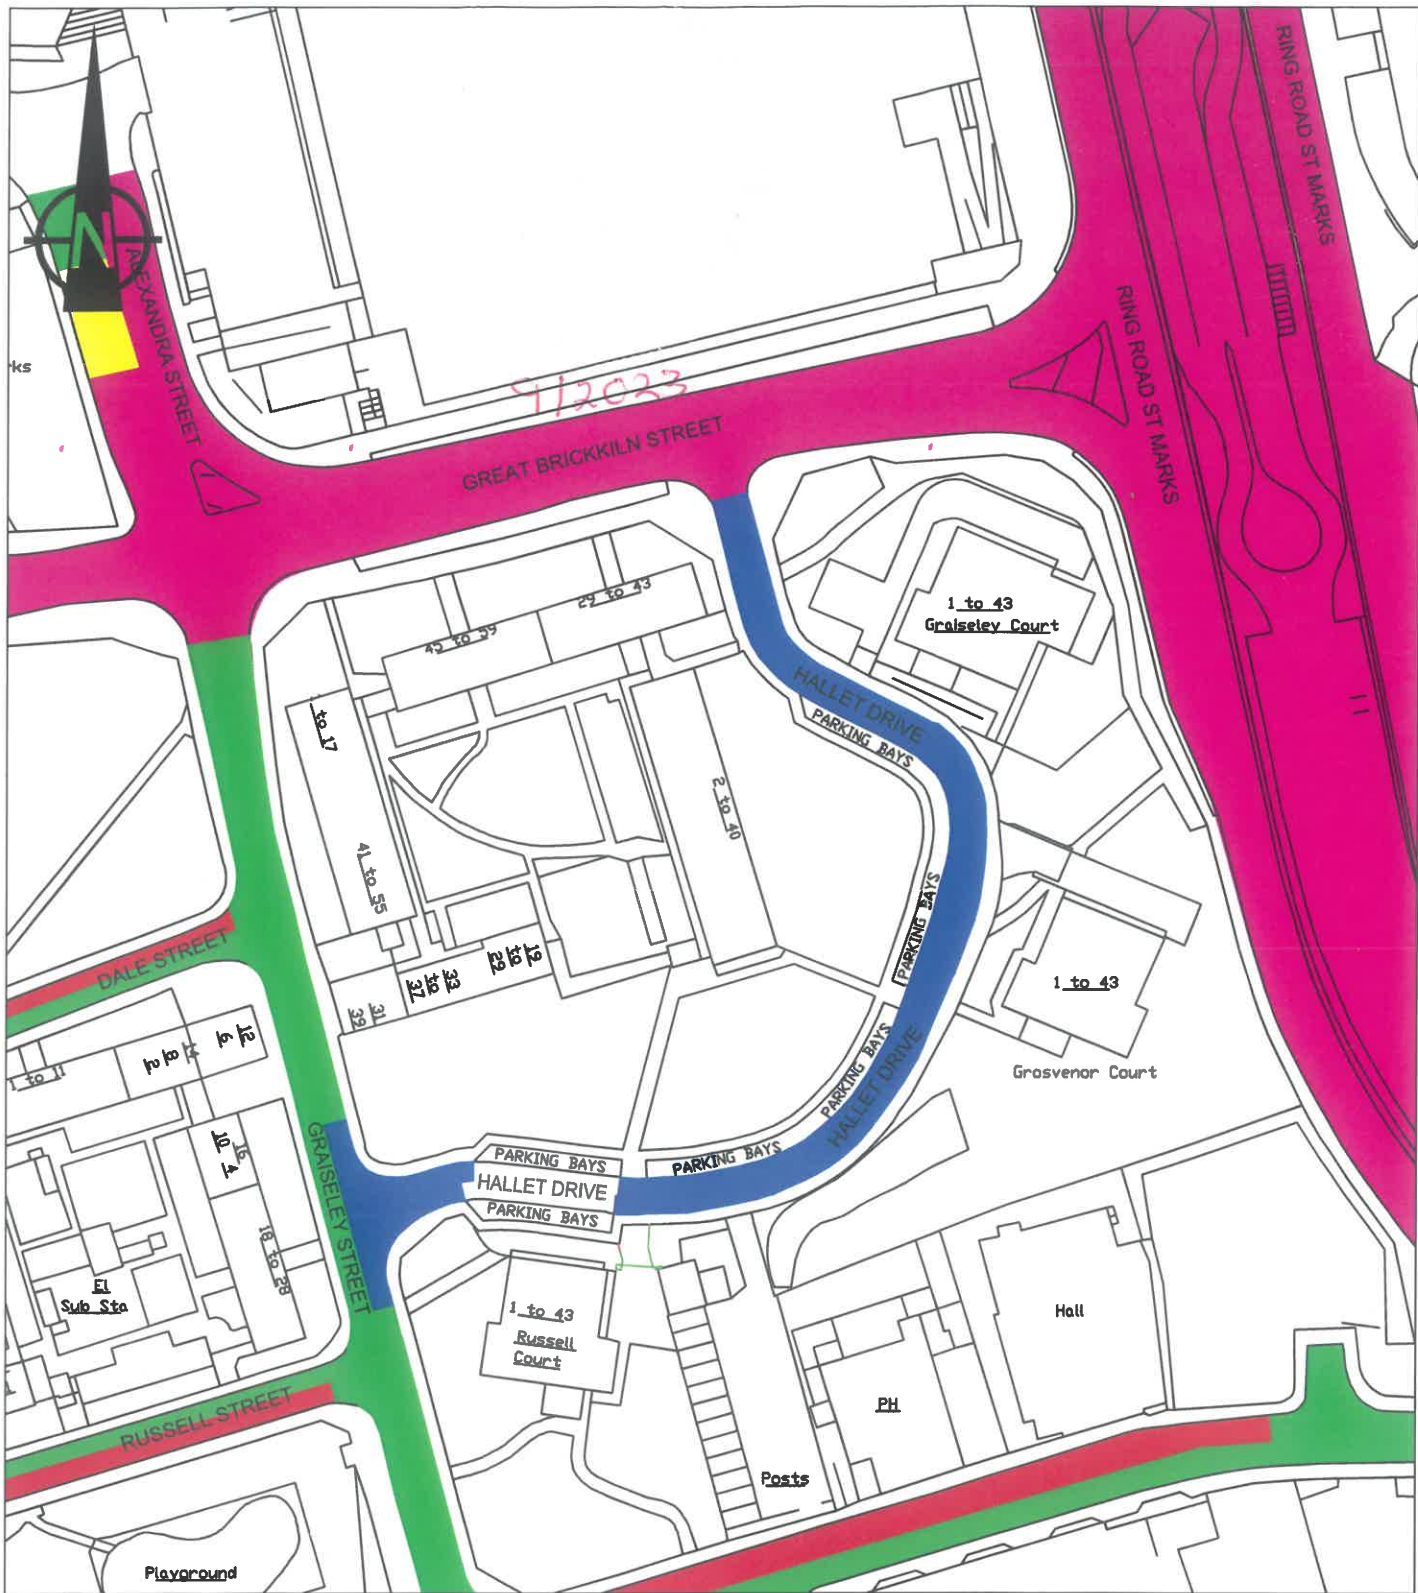 RING ROAD ST MARKS
N
ALEXANDRA STREET
RING ROAD ST MARKS
ks
912023
GREAT BRICKKILN STREET
29 to 43
1 to 43
Graiseley Court
45 to 59
HALLET DRIVE
PARKING BAYS
to 17
2 to 40
41 to 55
PARKING BAYS
DALE STREET
19
to
29
33
to
37
31
39
1 to 43
Grosvenor Court
12
6
14
8 2
1 to 11
PARKING BAYS
HALLET DRIVE
16
10 4
GRAISELEY STREET
PARKING BAYS
HALLET DRIVE
PARKING BAYS
PARKING BAYS
18 to 28
El
Sub Sta
1 to 43
Russell
Court
Hall
PH
RUSSELL STREET
Posts
Playground